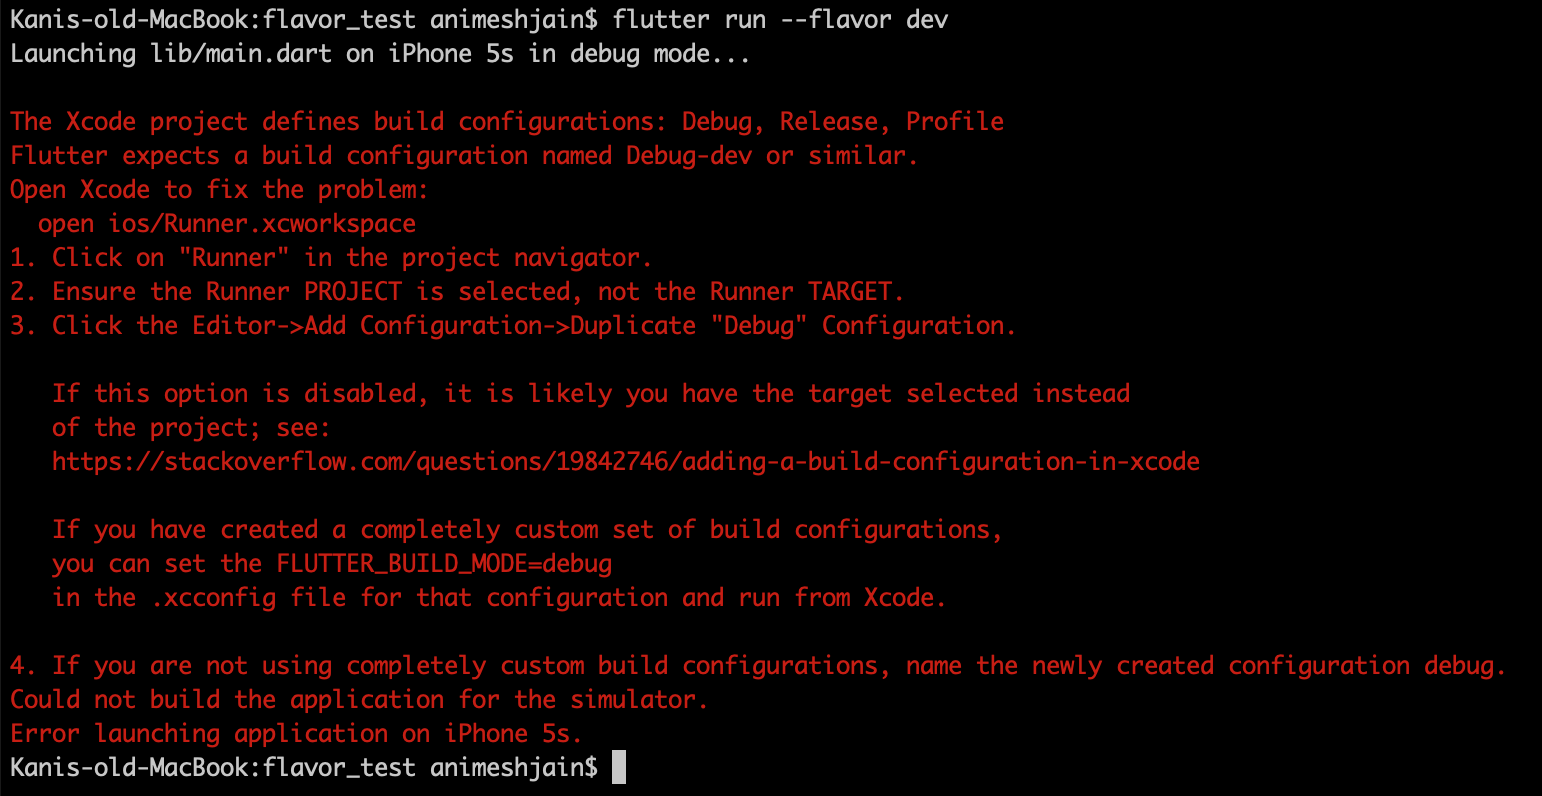 Kanis-old-MacBook:flavor_test animeshjain$ flutter run --flavor dev
Launching lib/main.dart on iPhone 5s in debug mode...
The Xcode project defines build configurations: Debug, Release, Profile
Flutter expects a build configuration named Debug-dev or similar.
Open Xcode to fix the problem:
  open ios/Runner.xcworkspace
1. Click on "Runner" in the project navigator.
2. Ensure the Runner PROJECT is selected, not the Runner TARGET.
3. Click the Editor->Add Configuration->Duplicate "Debug" Configuration.
   If this option is disabled, it is likely you have the target selected instead
   of the project; see:
   https://stackoverflow.com/questions/19842746/adding-a-build-configuration-in-xcode
   If you have created a completely custom set of build configurations,
   you can set the FLUTTER_BUILD_MODE=debug
   in the .xcconfig file for that configuration and run from Xcode.
4. If you are not using completely custom build configurations, name the newly created configuration debug.
Could not build the application for the simulator.
Error launching application on iPhone 5s.
Kanis-old-MacBook:flavor_test animeshjain$